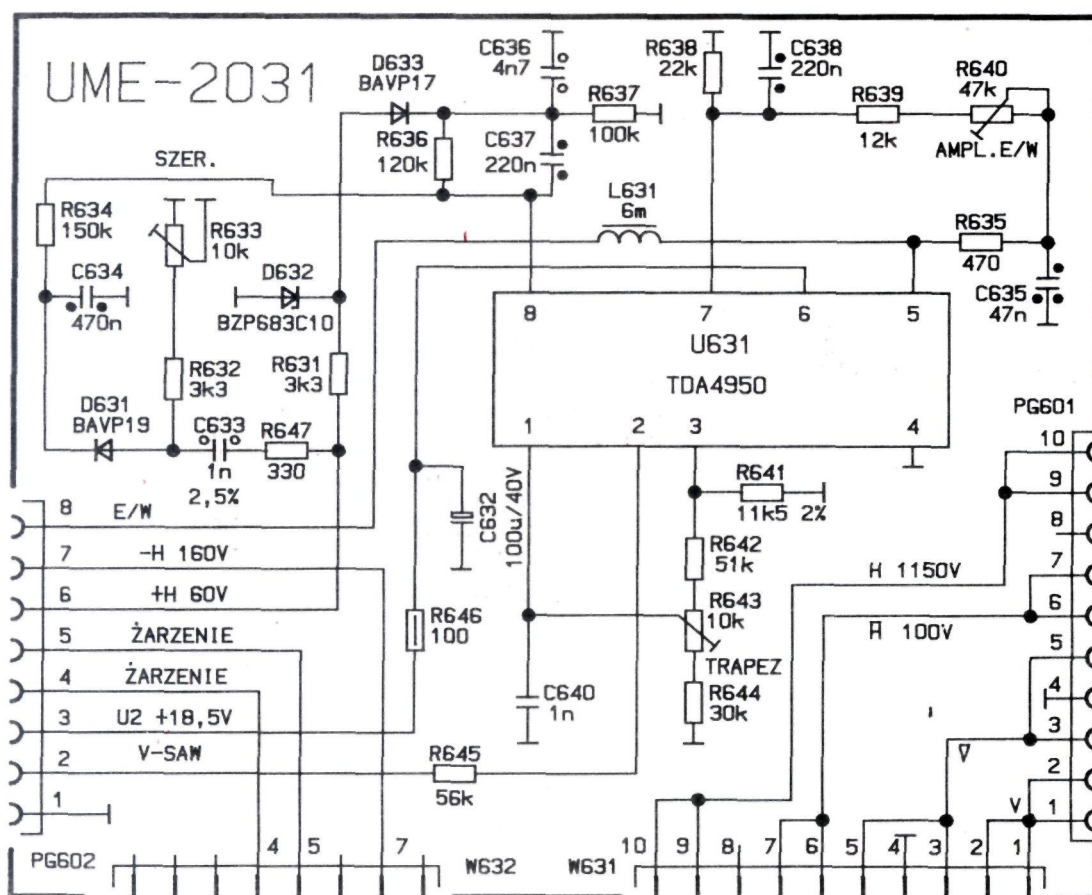 UME-2031
D633
BAVP17
C636
4n7
R637
100k
R638
22k
C638
220n
R639
12k
R640
47k
AMPL.E/W
R636
120k
C637
220n
SZER.
L631
6m
R634
150k
R633
10k
R635
470
C634
470n
D632
BZP683C10
C635
47n
8
7
6
5
U631
TDA4950
R632
3k3
R631
3k3
D631
BAVP19
C633
1n
2,5%
R647
330
1
2
3
4
PG601
C632
100u/40V
R641
11k5 2%
R642
51k
R643
10k
TRAPEZ
R644
30k
C640
1n
R646
100
R645
56k
8 E/W
7 -H 160V
6 +H 60V
5 ŻARZENIE
4 ŻARZENIE
3 U2 +18,5V
2 V-SAW
1
10
9
8
7
6
5
4
3
2
1
H 1150V
H̅ 100V
V
PG602
4
5
7
W632
W631
10
9
8
7
6
5
4
3
2
1